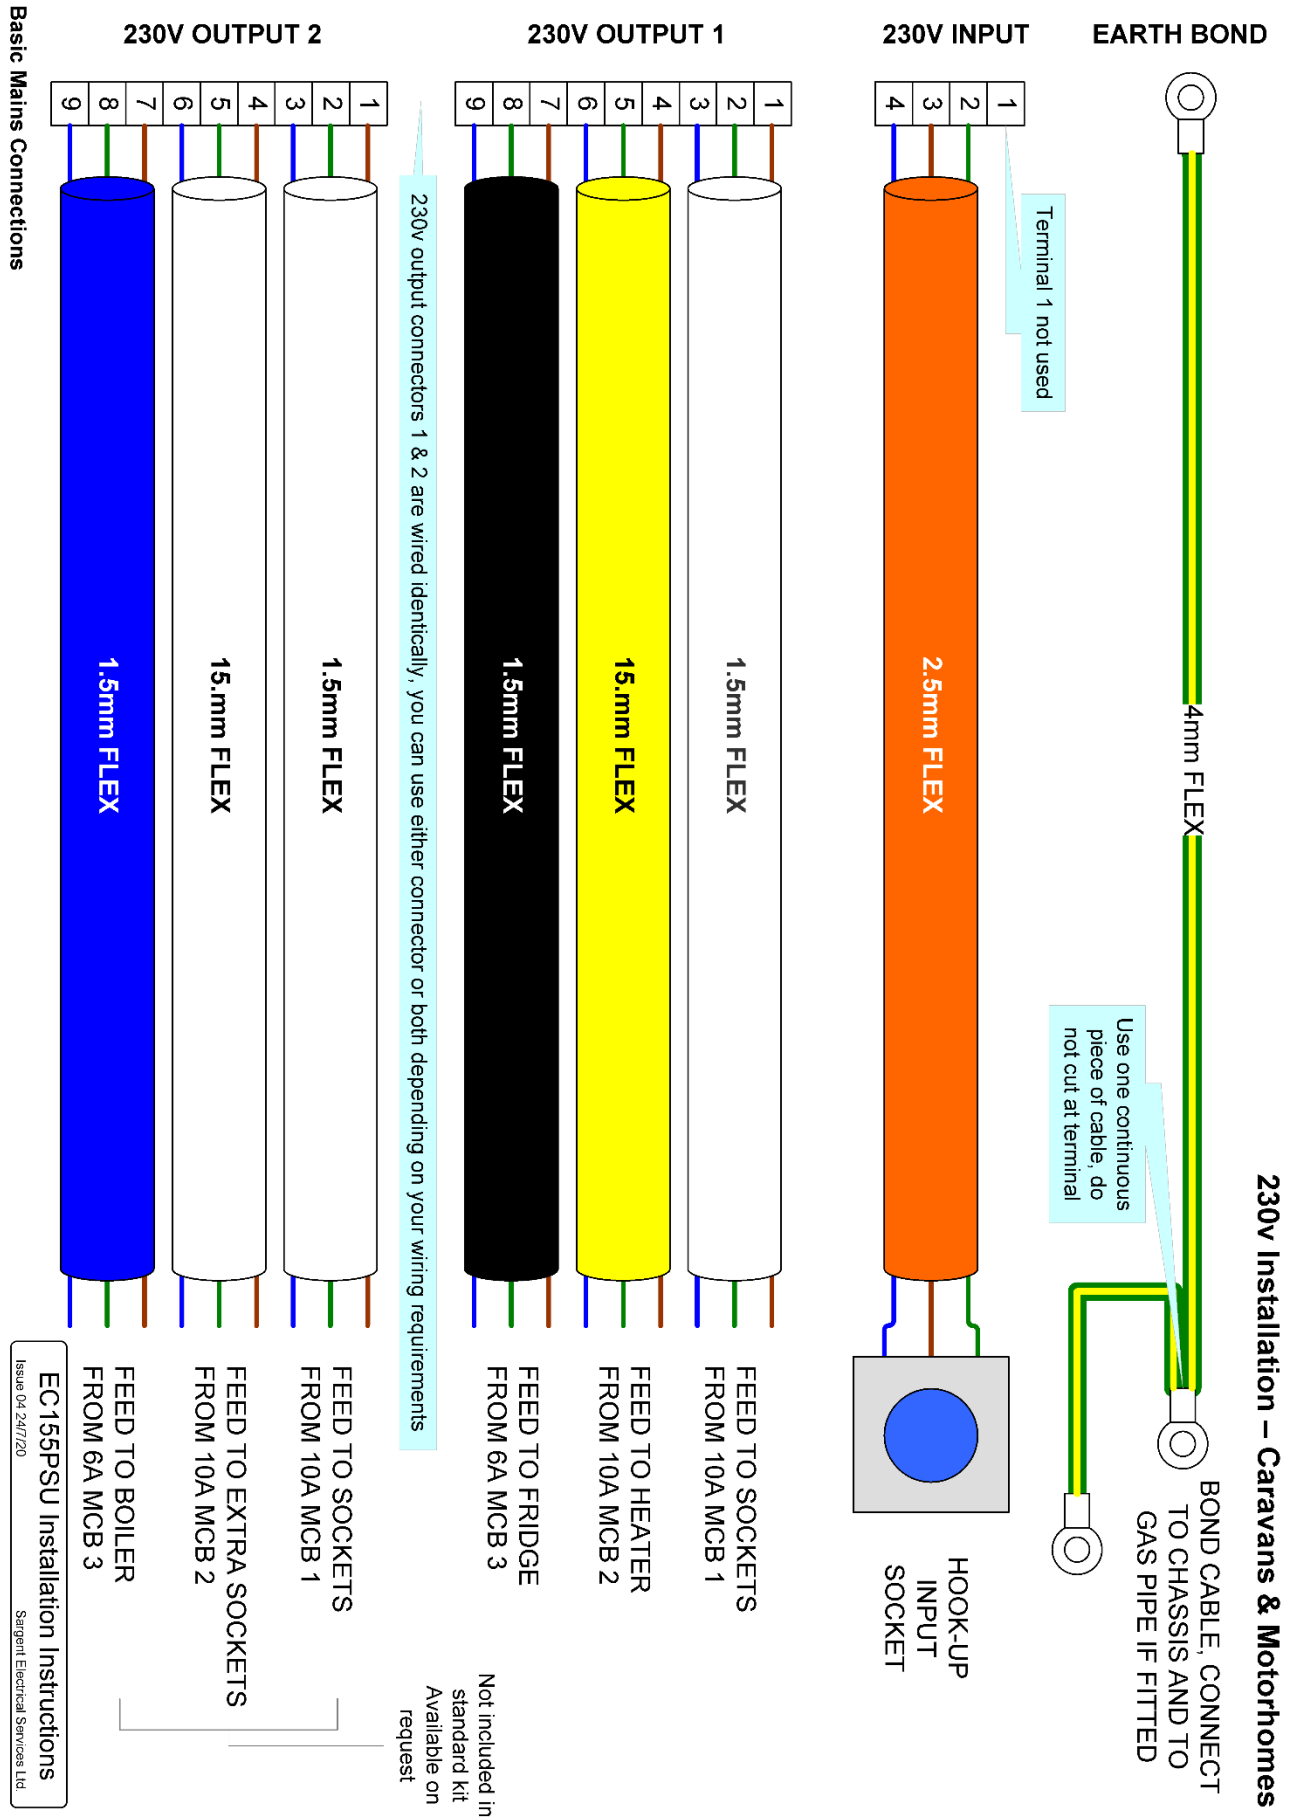 230v Installation – Caravans & Motorhomes
EARTH BOND
4mm FLEX
BOND CABLE, CONNECT
TO CHASSIS AND TO
GAS PIPE IF FITTED
Use one continuous
piece of cable, do
not cut at terminal
230V INPUT
1
2
3
4
Terminal 1 not used
2.5mm FLEX
HOOK-UP
INPUT
SOCKET
230V OUTPUT 1
1
2
3
4
5
6
7
8
9
1.5mm FLEX
FEED TO SOCKETS
FROM 10A MCB 1
15.mm FLEX
FEED TO HEATER
FROM 10A MCB 2
1.5mm FLEX
FEED TO FRIDGE
FROM 6A MCB 3
230v output connectors 1 & 2 are wired identically, you can use either connector or both depending on your wiring requirements
230V OUTPUT 2
1
2
3
4
5
6
7
8
9
1.5mm FLEX
FEED TO SOCKETS
FROM 10A MCB 1
15.mm FLEX
FEED TO EXTRA SOCKETS
FROM 10A MCB 2
1.5mm FLEX
FEED TO BOILER
FROM 6A MCB 3
Not included in
standard kit
Available on
request
Basic Mains Connections
EC155PSU Installation Instructions
Issue 04 24/7/20
Sargent Electrical Services Ltd.